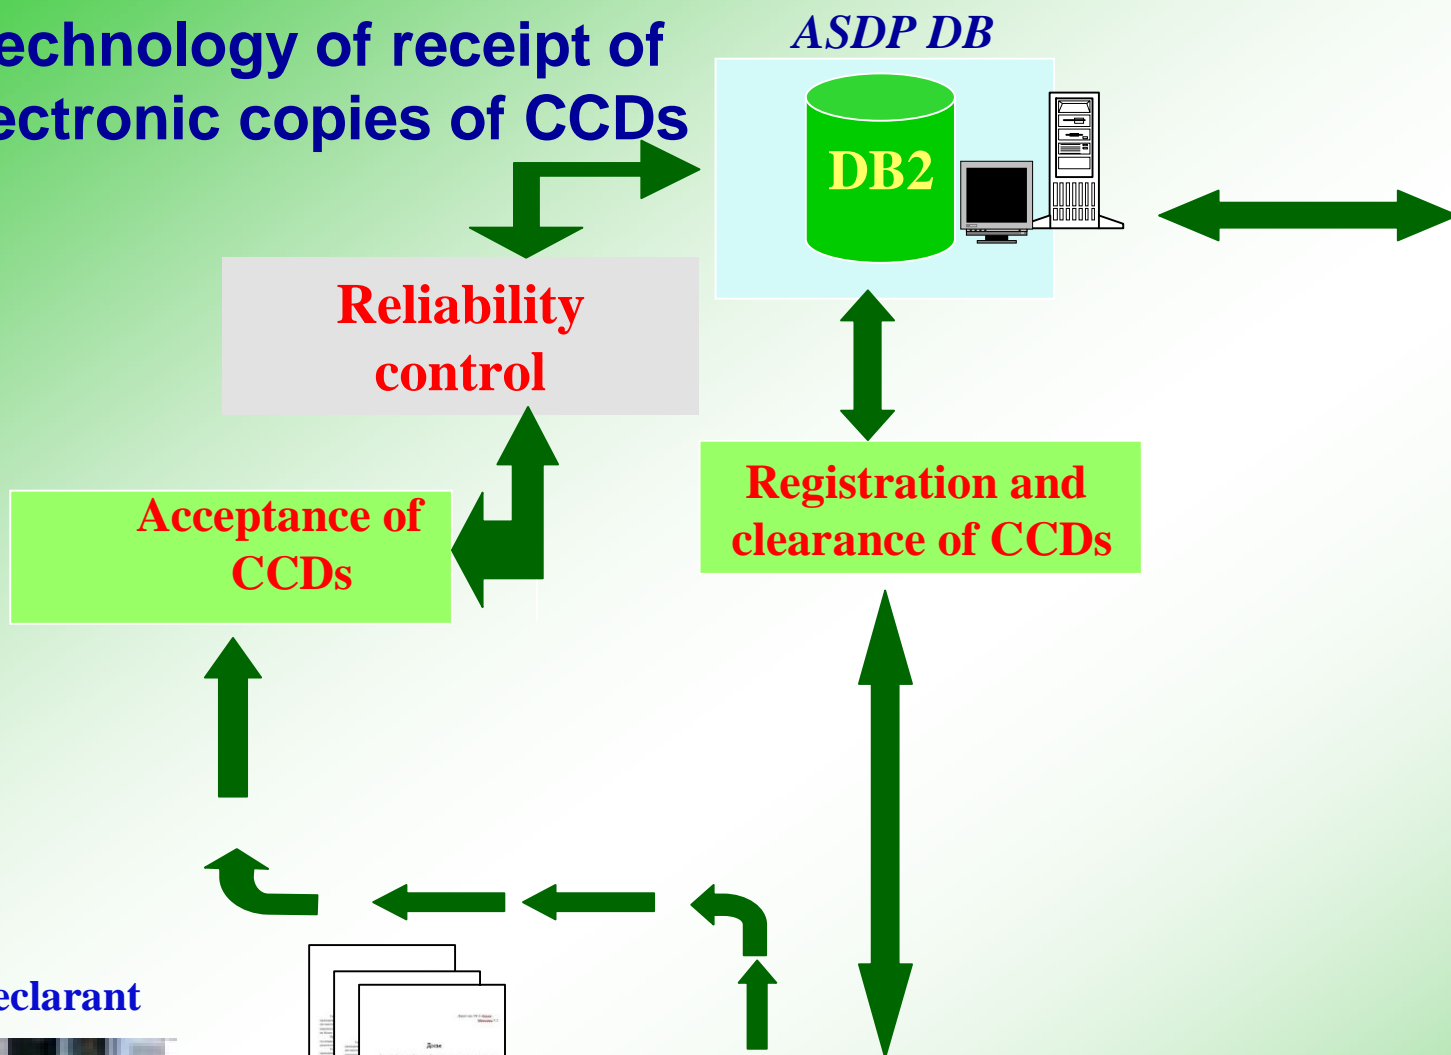 echnology of receipt of
ectronic copies of CCDs
ASDP DB
DB2
Reliability
control
Registration and
clearance of CCDs
Acceptance of
CCDs
eclarant